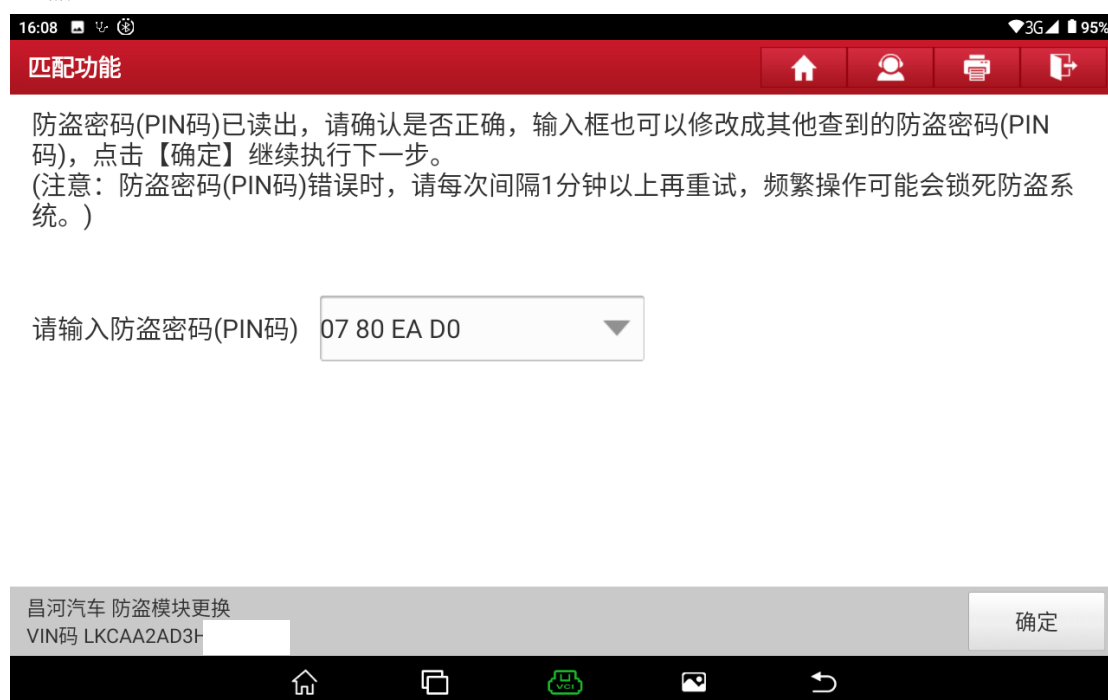 16:08
3G 95%
匹配功能
防盗密码(PIN码)已读出，请确认是否正确，输入框也可以修改成其他查到的防盗密码(PIN
码)，点击【确定】继续执行下一步。
(注意：防盗密码(PIN码)错误时，请每次间隔1分钟以上再重试，频繁操作可能会锁死防盗系
统。)
请输入防盗密码(PIN码) 07 80 EA D0
昌河汽车 防盗模块更换
VIN码 LKCAA2AD3H
确定
VCI